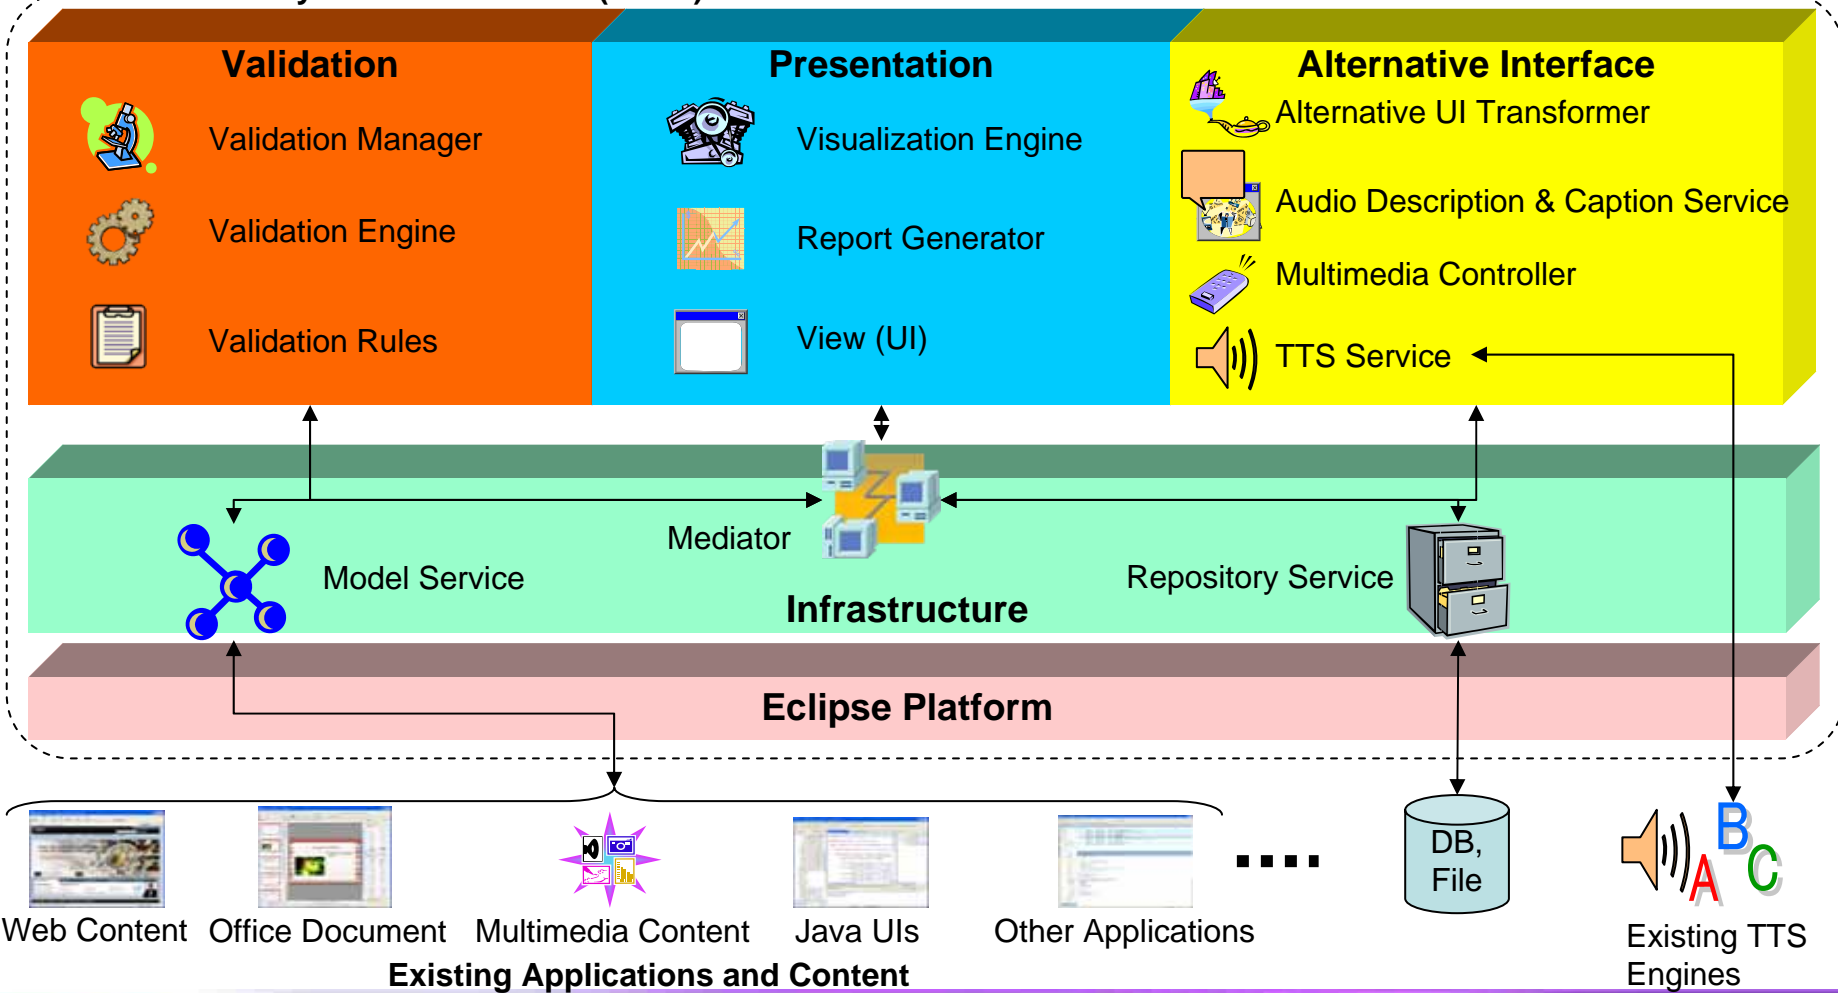 Validation
Validation Manager
Validation Engine
Validation Rules
Presentation
Visualization Engine
Report Generator
View (UI)
Alternative Interface
Alternative UI Transformer
Audio Description & Caption Service
Multimedia Controller
TTS Service
Mediator
Model Service
Repository Service
Infrastructure
Eclipse Platform
DB,
File
B
A
C
Web Content
Office Document
Multimedia Content
Java UIs
Other Applications
Existing TTS
Engines
Existing Applications and Content